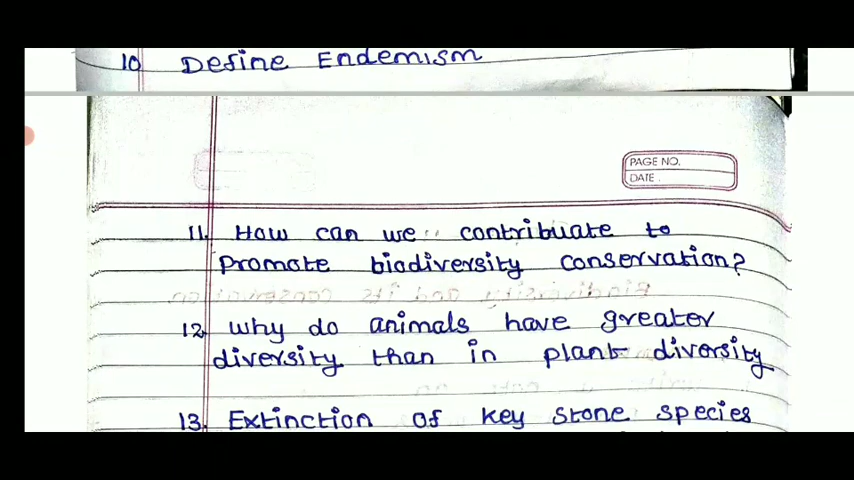 10 Define Endemism
PAGE NO.
DATE
11. How can we contribuate to
promote biodiversity conservation?
12. Why do animals have greater
diversity than in plant diversity
13. Extinction of key stone species